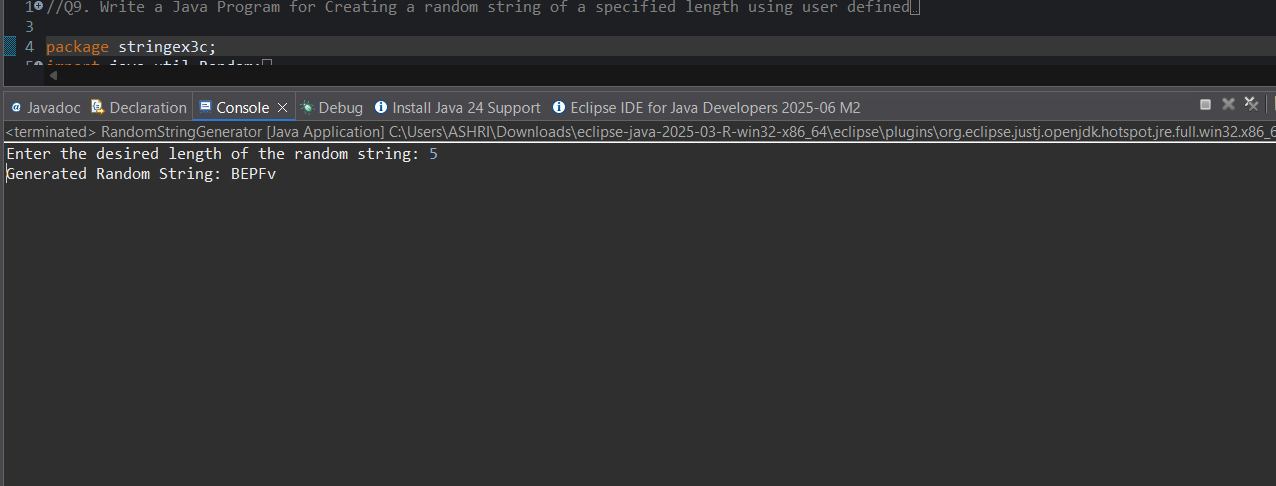 1 //Q9. Write a Java Program for Creating a random string of a specified length using user defined
3
4 package stringex3c;
5 import java.util.Random;
@ Javadoc Declaration Console Debug Install Java 24 Support Eclipse IDE for Java Developers 2025-06 M2
<terminated> RandomStringGenerator [Java Application] C:\Users\ASHRI\Downloads\eclipse-java-2025-03-R-win32-x86_64\eclipse\plugins\org.eclipse.justj.openjdk.hotspot.jre.full.win32.x86_6
Enter the desired length of the random string: 5
Generated Random String: BEPFv